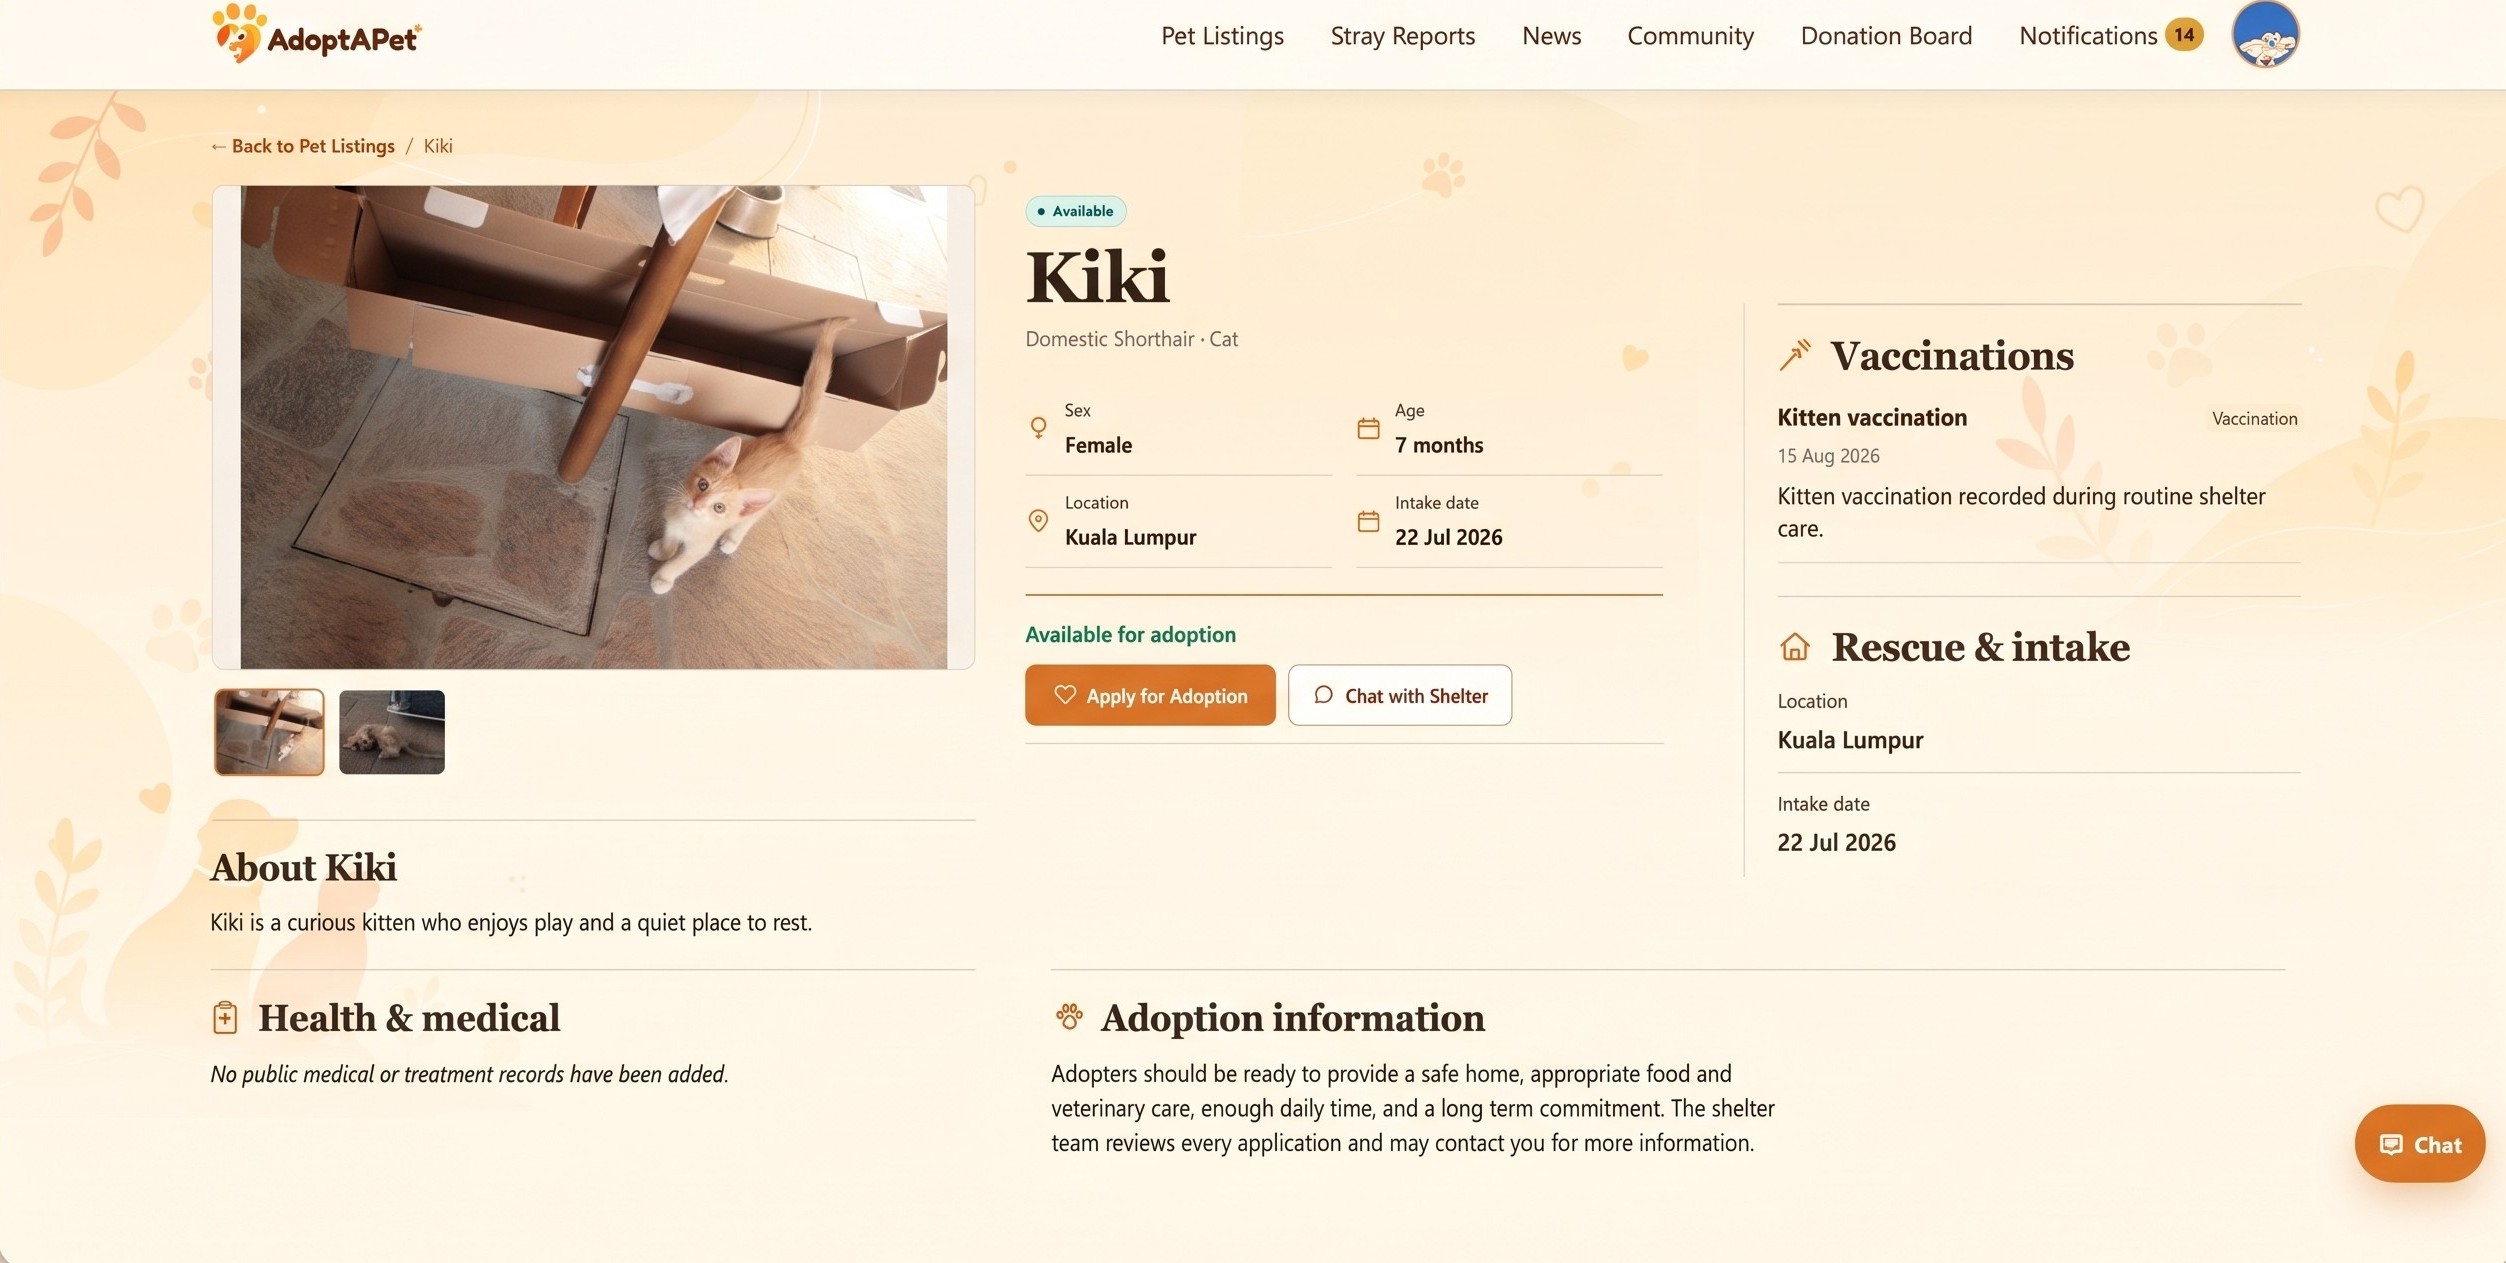 AdoptAPet
Pet Listings
Stray Reports
News
Community
Donation Board
Notifications 14
← Back to Pet Listings / Kiki
Available
Kiki
Domestic Shorthair · Cat
Sex
Female
Age
7 months
Location
Kuala Lumpur
Intake date
22 Jul 2026
Available for adoption
Apply for Adoption
Chat with Shelter
Vaccinations
Kitten vaccination
Vaccination
15 Aug 2026
Kitten vaccination recorded during routine shelter
care.
Rescue & intake
Location
Kuala Lumpur
Intake date
22 Jul 2026
About Kiki
Kiki is a curious kitten who enjoys play and a quiet place to rest.
Health & medical
No public medical or treatment records have been added.
Adoption information
Adopters should be ready to provide a safe home, appropriate food and
veterinary care, enough daily time, and a long term commitment. The shelter
team reviews every application and may contact you for more information.
Chat